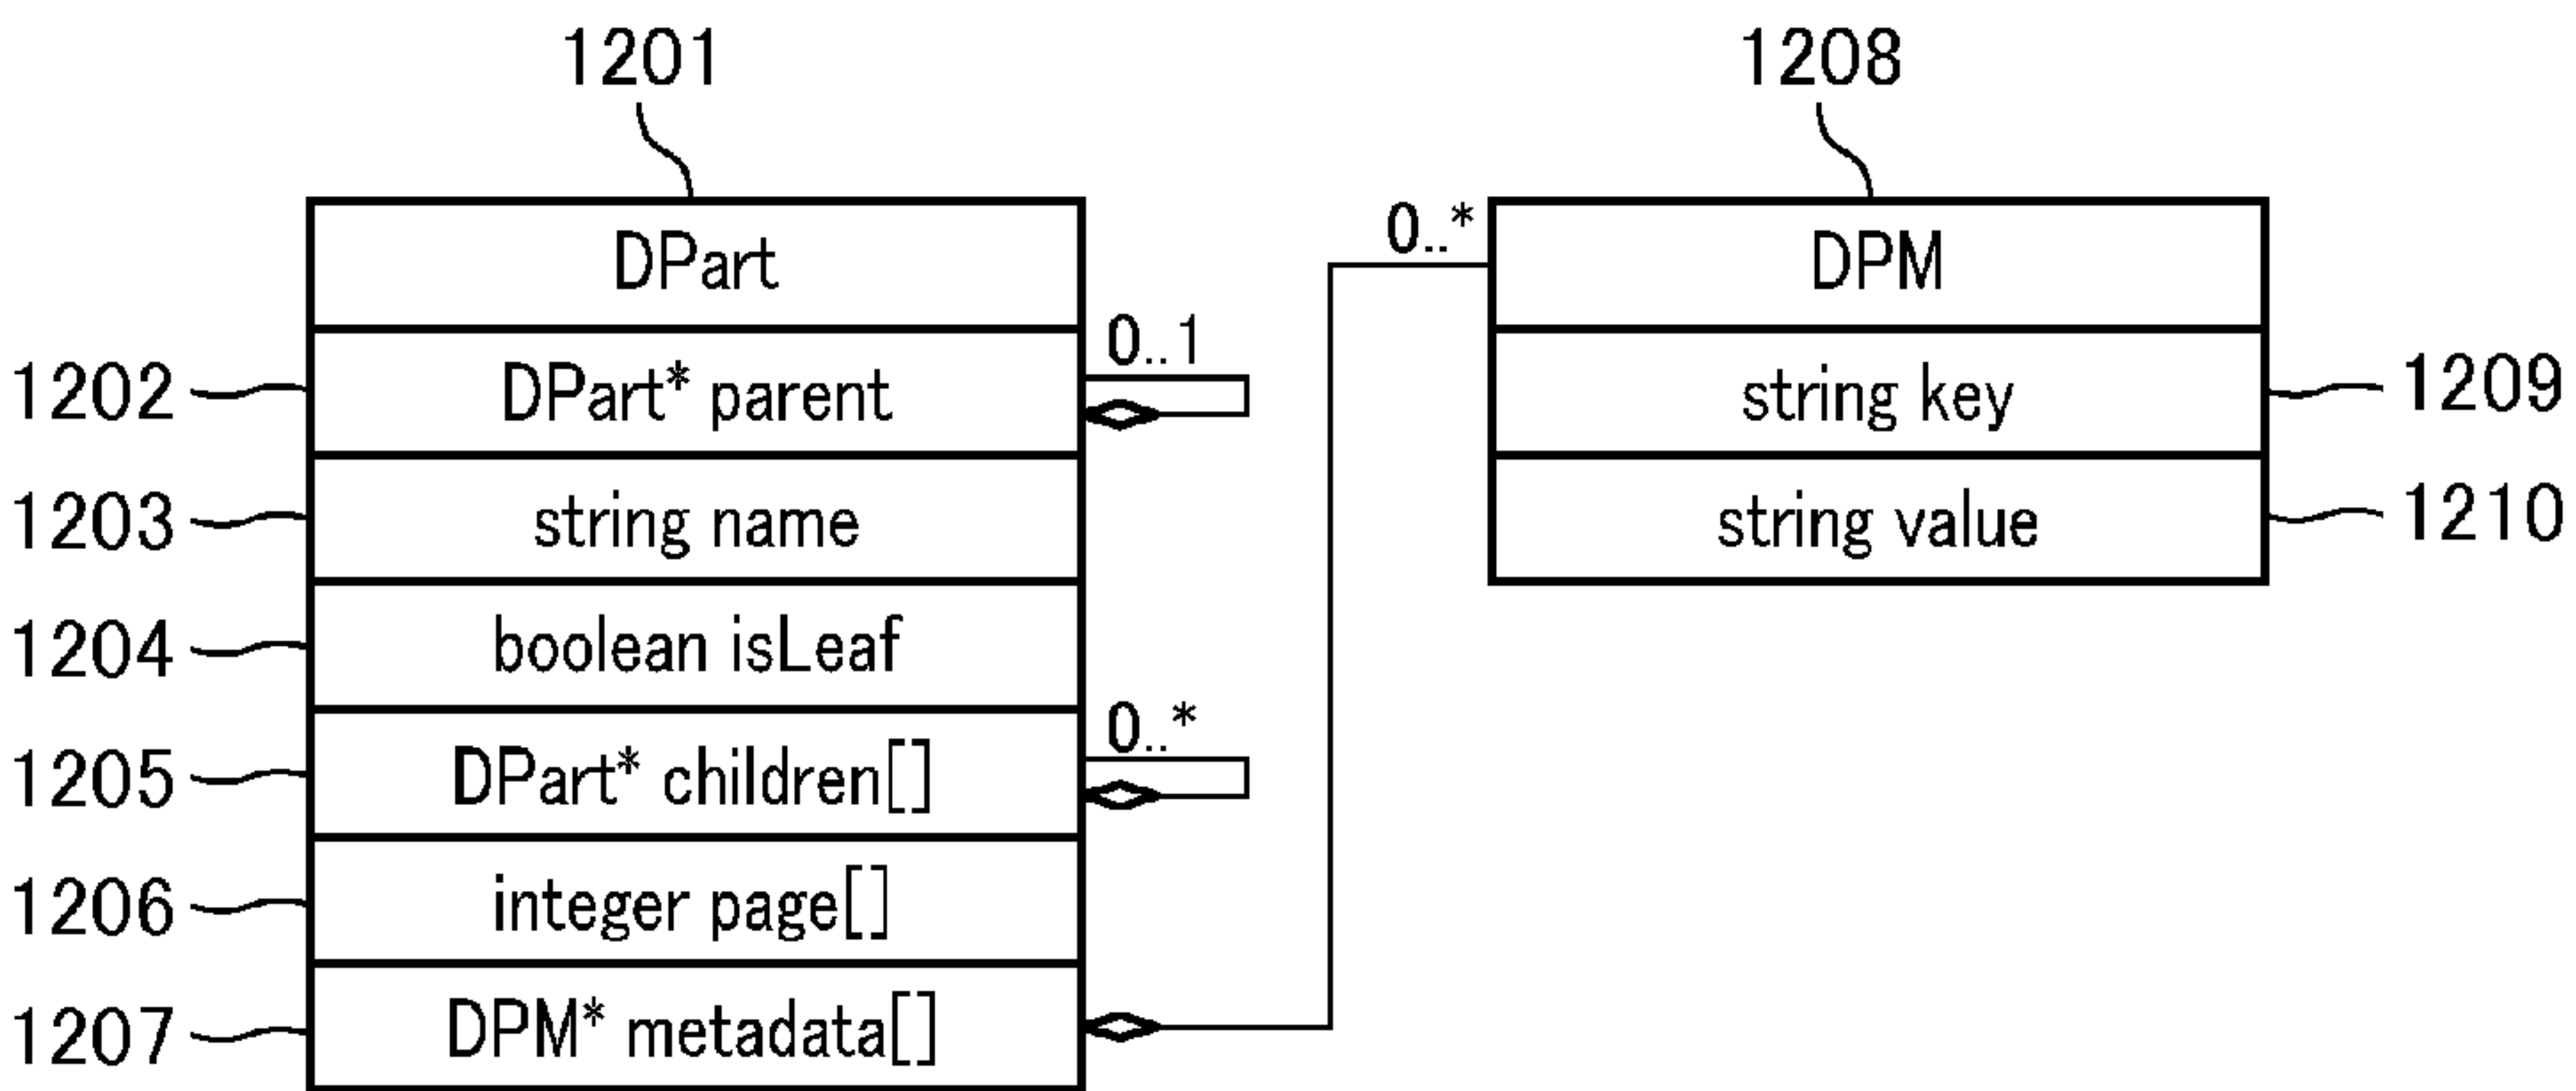 1201
1208
DPart
0..*
DPM
0..1
1202
DPart* parent
string key
1209
1203
string name
string value
1210
1204
boolean isLeaf
0..*
1205
DPart* children[]
1206
integer page[]
1207
DPM* metadata[]